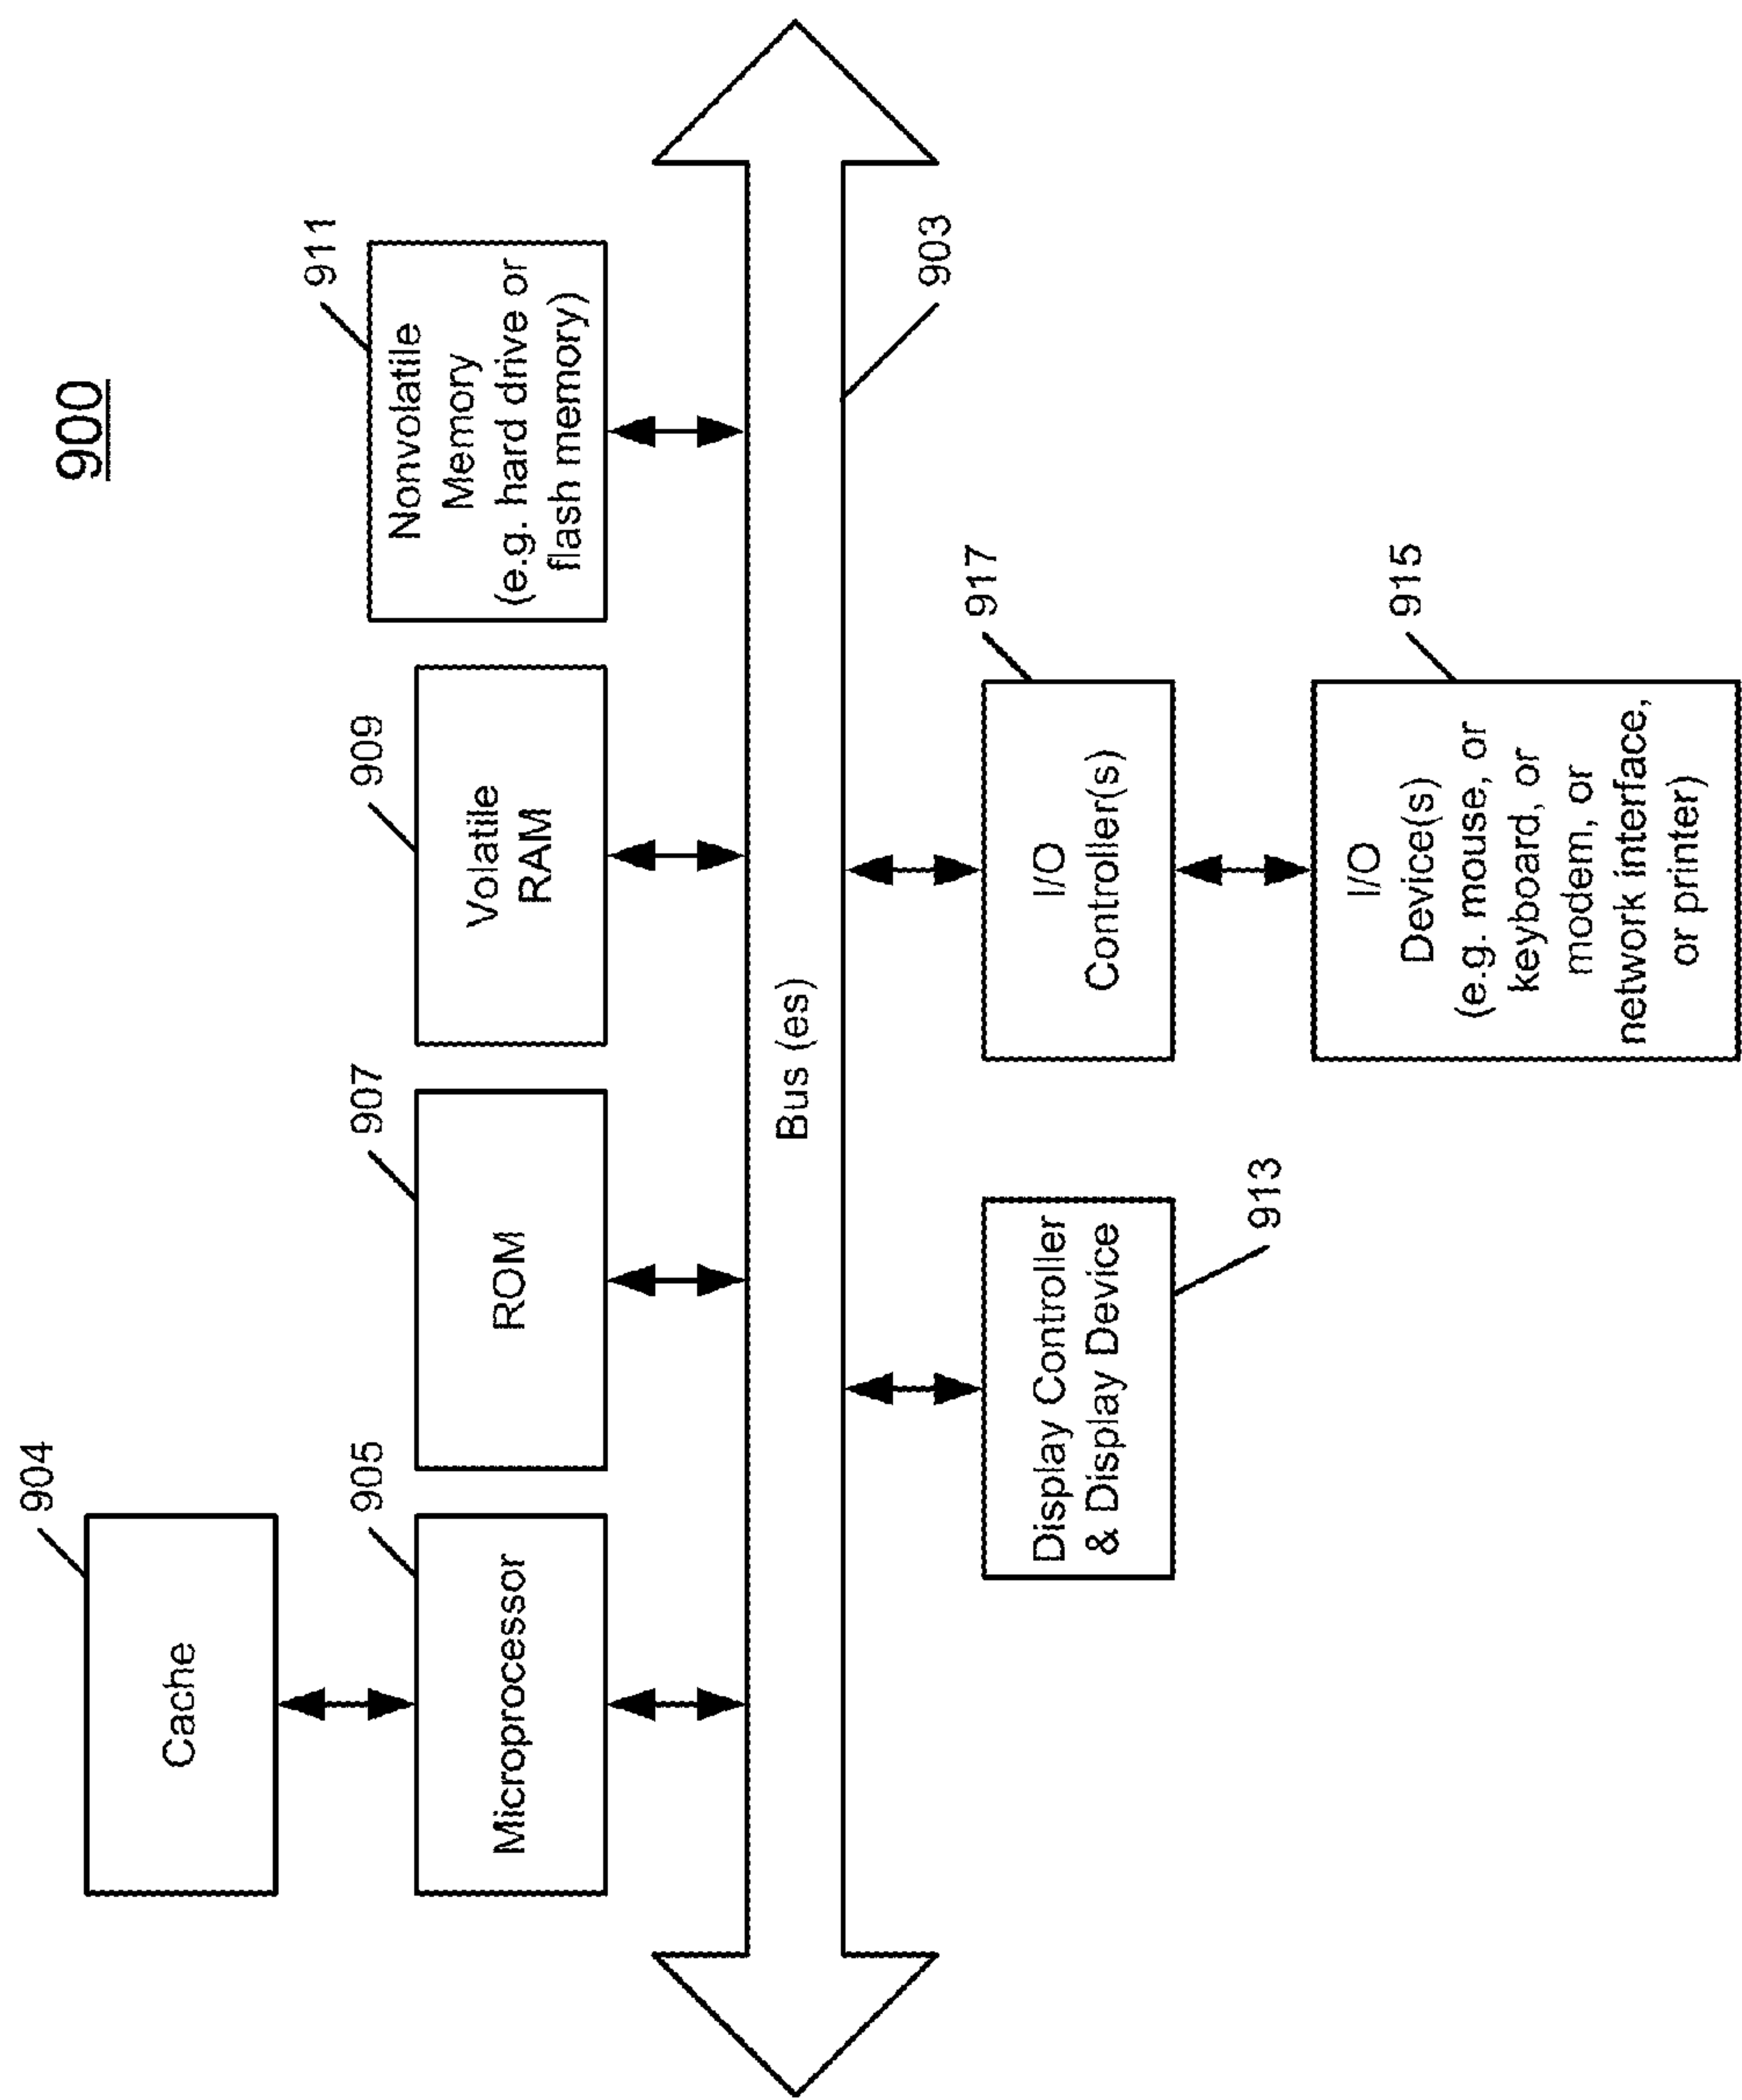 900
904
Cache
905
Microprocessor
907
ROM
909
Volatile
RAM
911
Nonvolatile
Memory
(e.g. hard drive or
flash memory)
Bus (es)
903
Display Controller
& Display Device
913
I/O
Controller(s)
917
I/O
Device(s)
(e.g. mouse, or
keyboard, or
modem, or
network interface,
or printer)
915